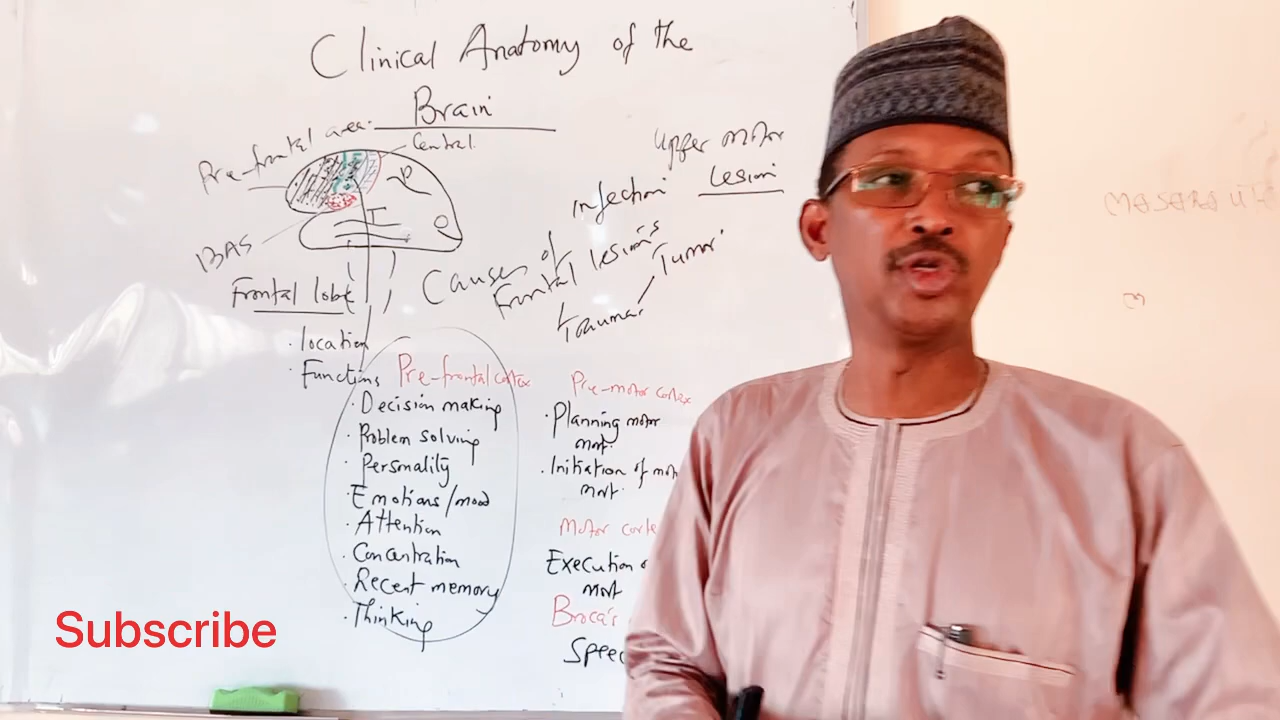 Clinical Anatomy of the
Brain
Pre-frontal area.
Central.
P
O
T
BAS
Upper motor
lesion
Infection
Causes of
Frontal lesion's
Tumor
Trauma
Frontal lobe
. location
. Functions
Pre-frontal cortex
. Decision making
. Problem solving
. Personality
. Emotions/mood
. Attention
. Concentration
. Recent memory
. Thinking
Pre-motor cortex
. Planning motor
mvt.
. Initiation of mot
mvt.
Motor corte
Execution o
mvt
Broca's
Speec
Subscribe